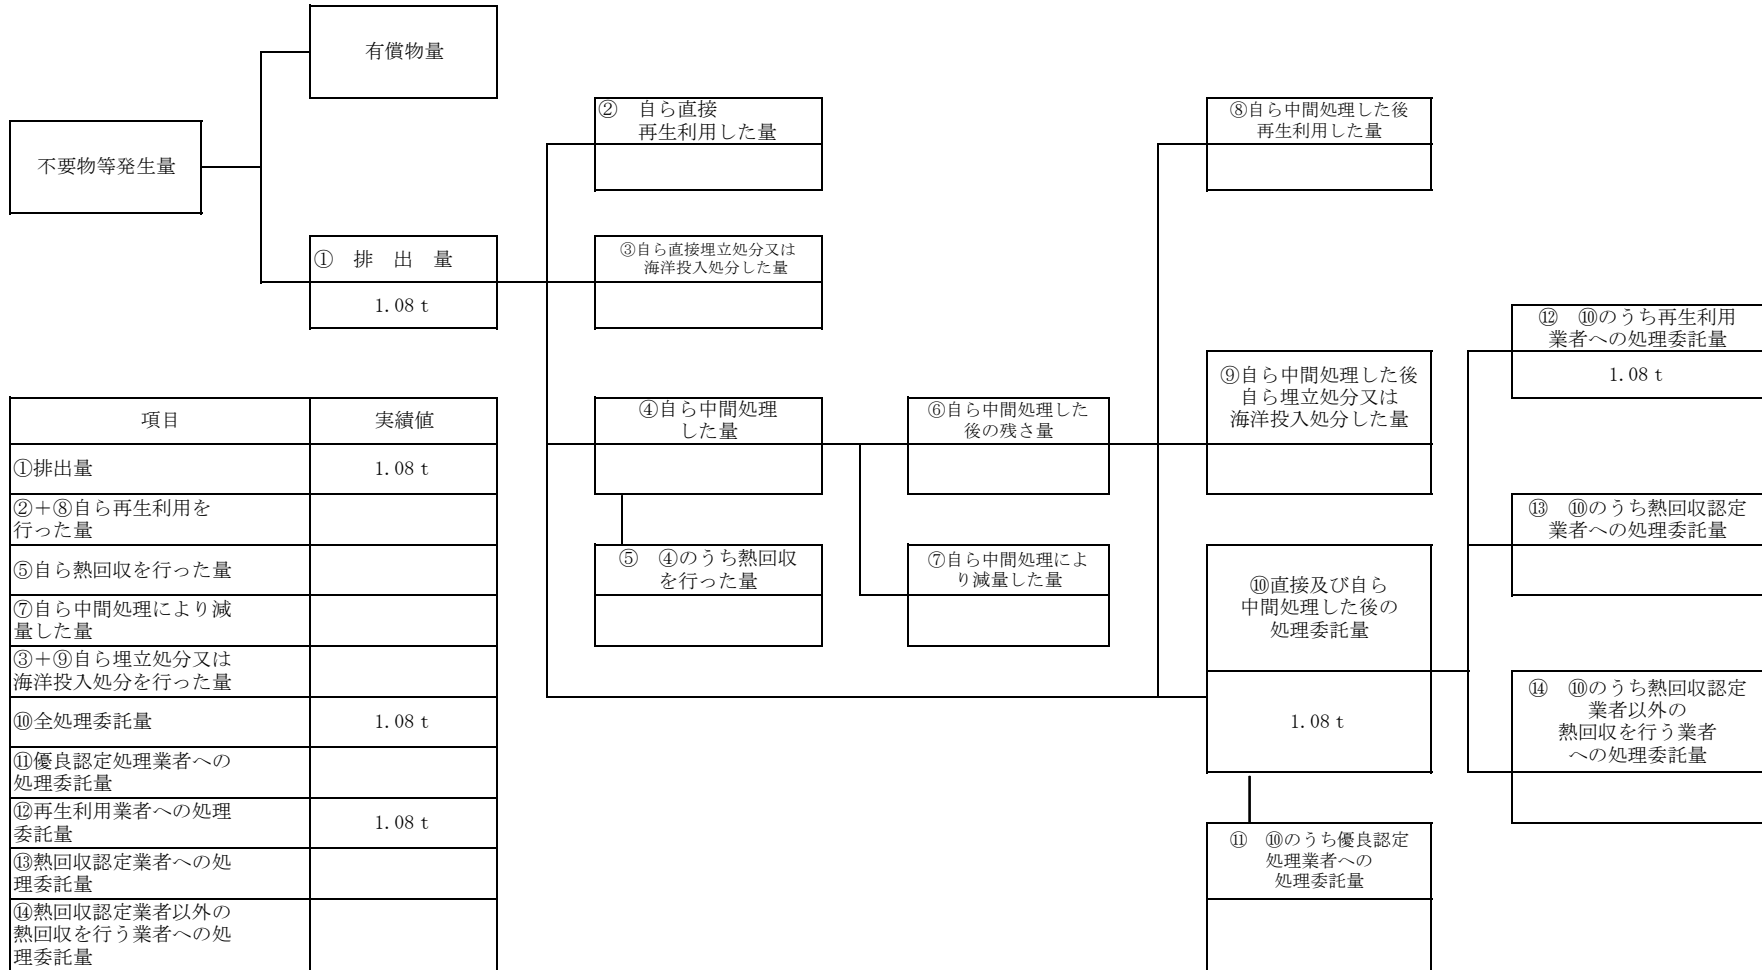 有償物量
不要物等発生量
①　排　出　量
1.08 t
②　自ら直接
再生利用した量
③自ら直接埋立処分又は
海洋投入処分した量
④自ら中間処理
した量
⑤　④のうち熱回収
を行った量
⑥自ら中間処理した
後の残さ量
⑦自ら中間処理によ
り減量した量
⑧自ら中間処理した後
再生利用した量
⑨自ら中間処理した後
自ら埋立処分又は
海洋投入処分した量
⑩直接及び自ら
中間処理した後の
処理委託量
1.08 t
⑪　⑩のうち優良認定
処理業者への
処理委託量
⑫　⑩のうち再生利用
業者への処理委託量
1.08 t
⑬　⑩のうち熱回収認定
業者への処理委託量
⑭　⑩のうち熱回収認定
業者以外の
熱回収を行う業者
への処理委託量
項目　実績値
①排出量　1.08 t
②＋⑧自ら再生利用を
行った量
⑤自ら熱回収を行った量
⑦自ら中間処理により減
量した量
③＋⑨自ら埋立処分又は
海洋投入処分を行った量
⑩全処理委託量　1.08 t
⑪優良認定処理業者への
処理委託量
⑫再生利用業者への処理
委託量　1.08 t
⑬熱回収認定業者への処
理委託量
⑭熱回収認定業者以外の
熱回収を行う業者への処
理委託量